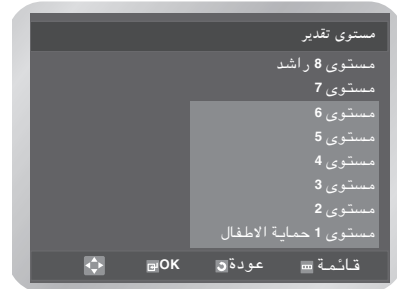 مستوى تقدير
مستوى 8 راشد
مستوى 7
مستوى 6
مستوى 5
مستوى 4
مستوى 3
مستوى 2
مستوى 1 حماية الاطفال
قائمة عودة OK